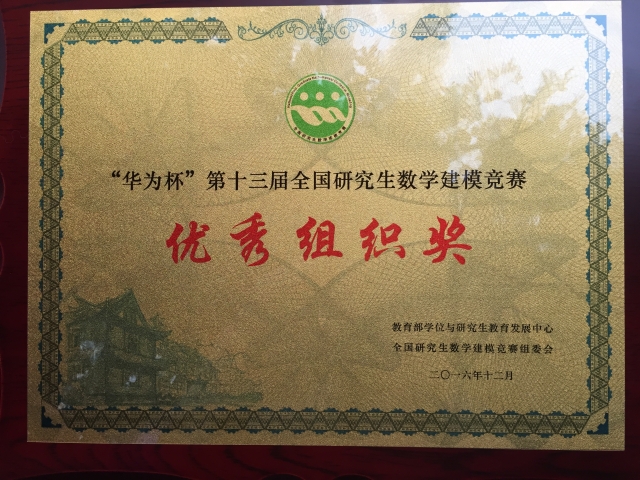 “华为杯”第十三届全国研究生数学建模竞赛
优秀组织奖
教育部学位与研究生教育发展中心
全国研究生数学建模竞赛组委会
二〇一六年十二月